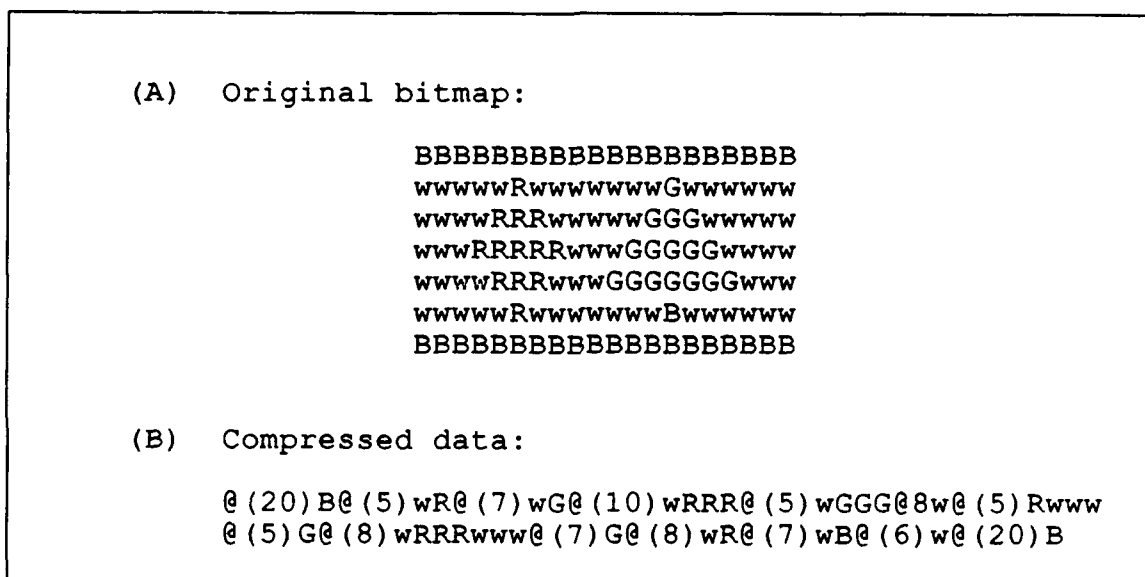 (A) Original bitmap:
BBBBBBBBBBBBBBBBBBBB
wwwwwRwwwwwwwGwwwwww
wwwwRRRwwwwwGGGwwwww
wwwRRRRRwwwGGGGGwwww
wwwwRRRwwwGGGGGGGwww
wwwwwRwwwwwwwBwwwwww
BBBBBBBBBBBBBBBBBBBB
(B) Compressed data:
@(20)B@(5)wR@(7)wG@(10)wRRR@(5)wGGG@8w@(5)Rwww
@(5)G@(8)wRRRwww@(7)G@(8)wR@(7)wB@(6)w@(20)B